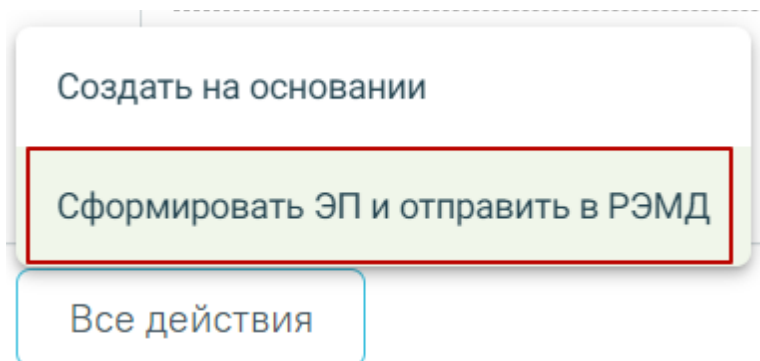 Создать на основании
Сформировать ЭП и отправить в РЭМД
Все действия